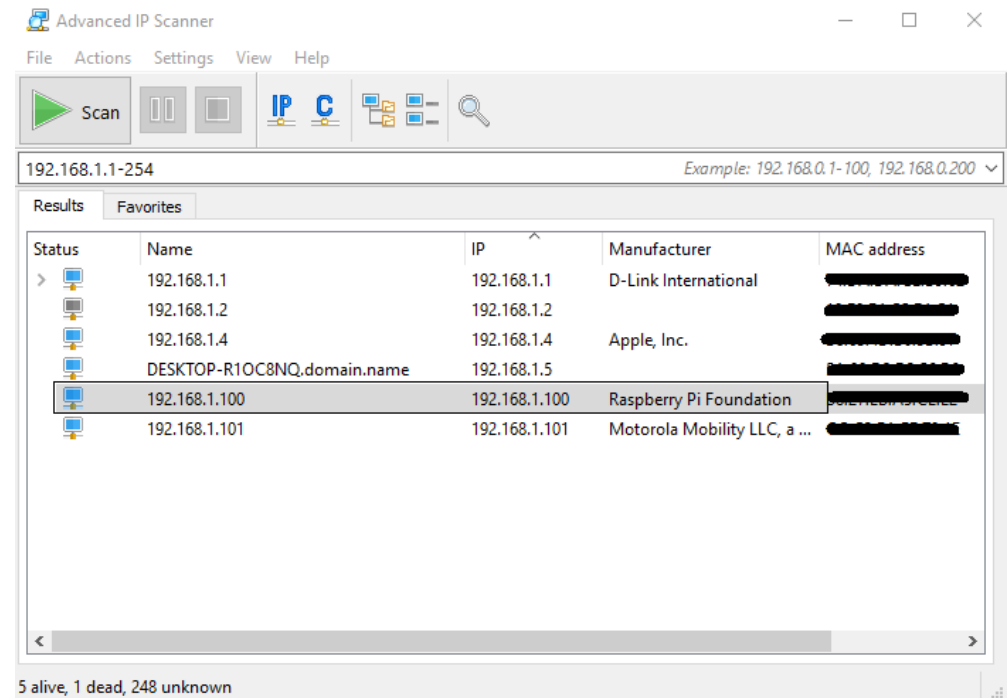 Advanced IP Scanner
File Actions Settings View Help
Scan IP C
192.168.1.1-254 Example: 192.168.0.1-100, 192.168.0.200
Results Favorites
Status Name IP Manufacturer MAC address
192.168.1.1 192.168.1.1 D-Link International
192.168.1.2 192.168.1.2
192.168.1.4 192.168.1.4 Apple, Inc.
DESKTOP-R1OC8NQ.domain.name 192.168.1.5
192.168.1.100 192.168.1.100 Raspberry Pi Foundation
192.168.1.101 192.168.1.101 Motorola Mobility LLC, a ...
5 alive, 1 dead, 248 unknown